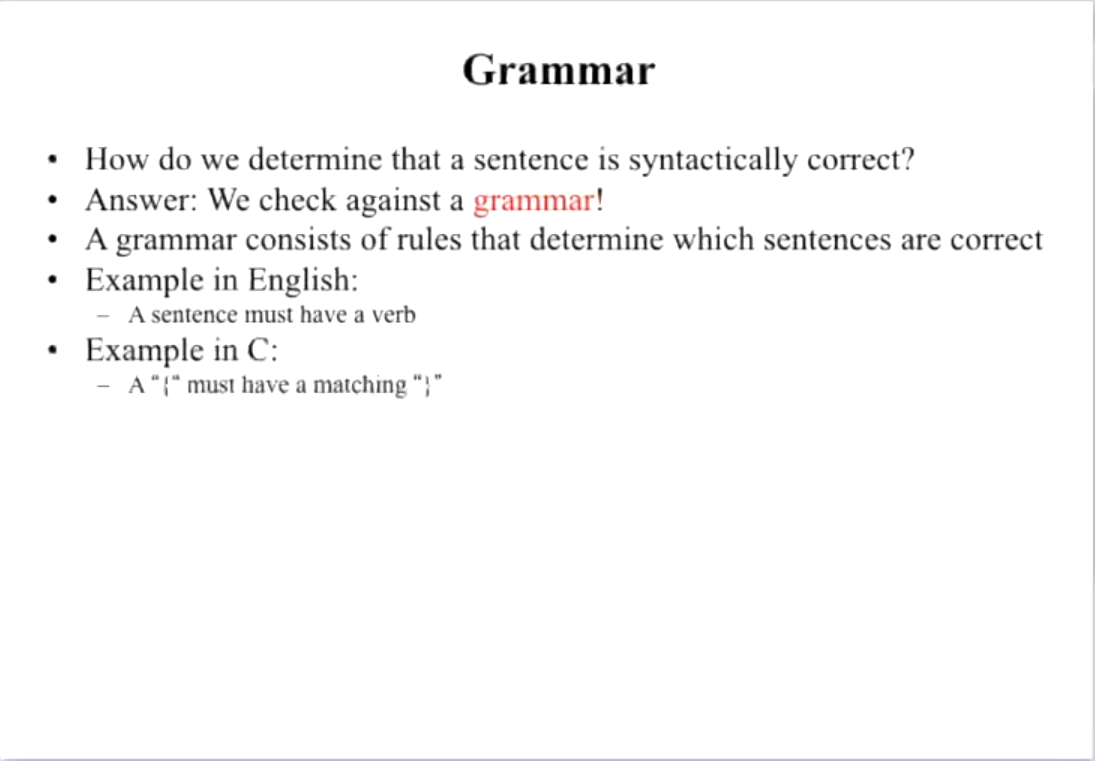 Grammar
• How do we determine that a sentence is syntactically correct?
• Answer: We check against a grammar!
• A grammar consists of rules that determine which sentences are correct
• Example in English:
– A sentence must have a verb
• Example in C:
– A “{“ must have a matching “}”